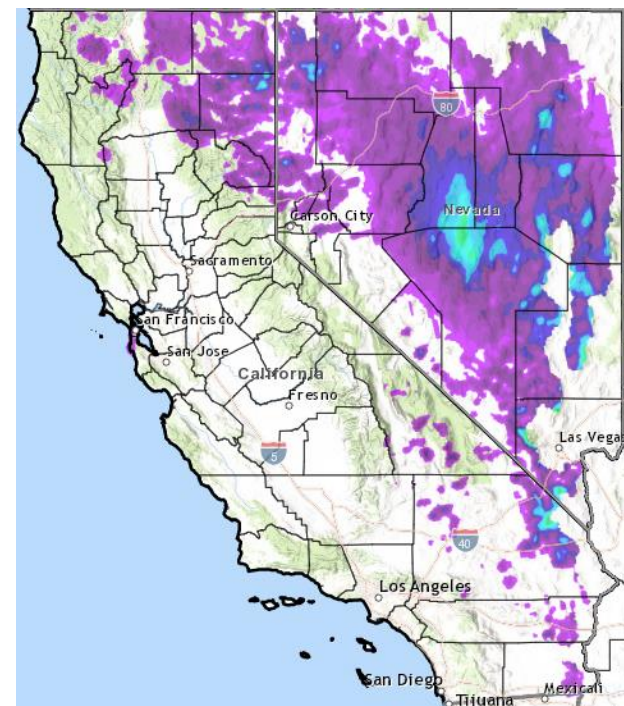 80
Carson City
Nevada
Sacramento
San Francisco
San Jose
California
Fresno
5
Las Vega
40
Los Angeles
San Diego
Mexicali
Tijuana